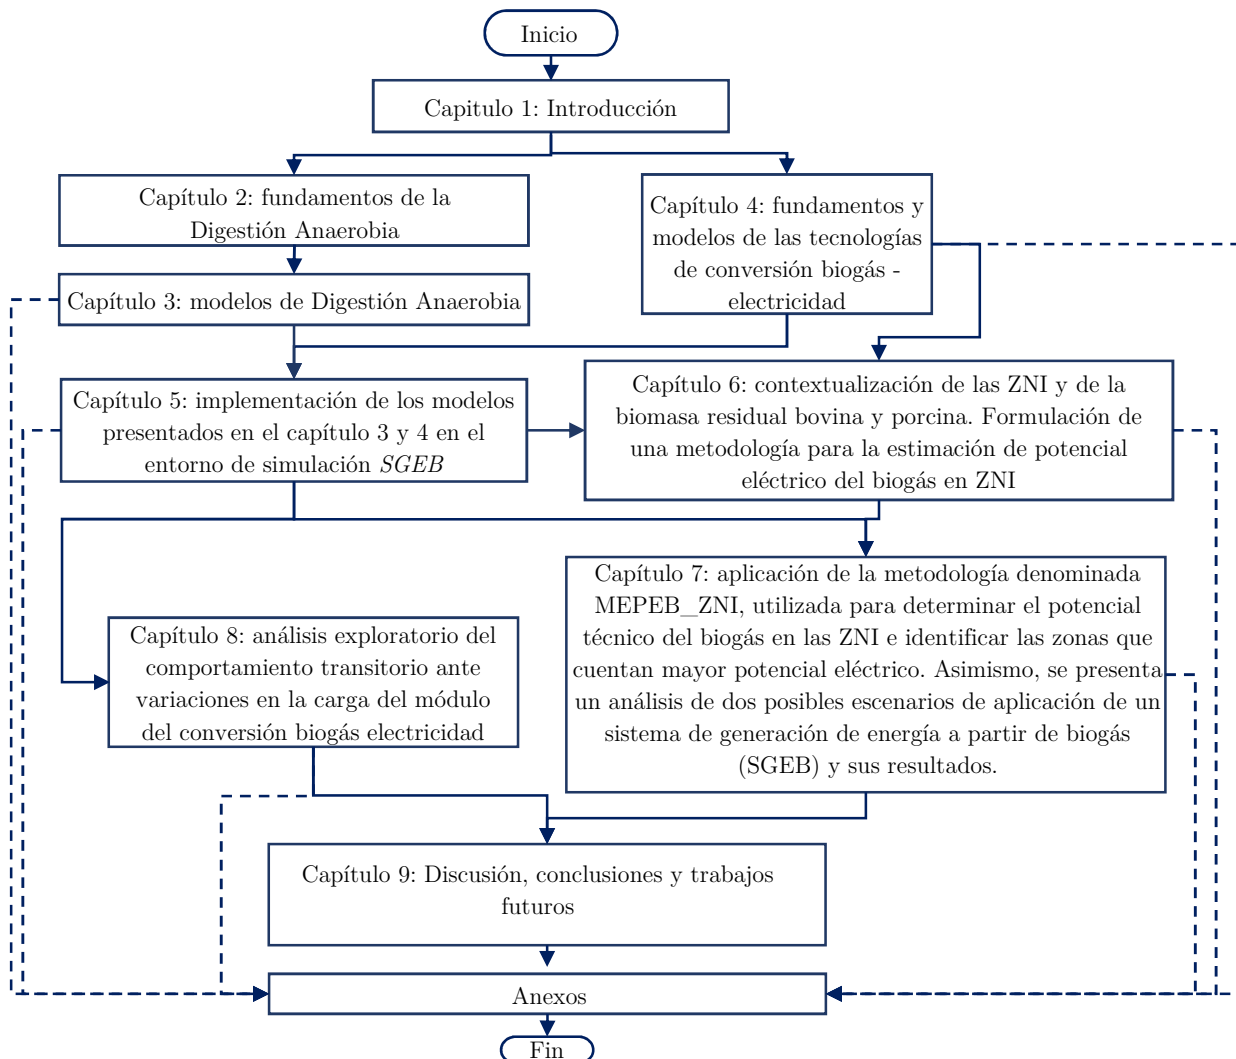 Inicio
Capitulo 1: Introducción
Capítulo 2: fundamentos de la
Digestión Anaerobia
Capítulo 4: fundamentos y
modelos de las tecnologías
de conversión biogás -
electricidad
Capítulo 3: modelos de Digestión Anaerobia
Capítulo 5: implementación de los modelos
presentados en el capítulo 3 y 4 en el
entorno de simulación SGEB
Capítulo 6: contextualización de las ZNI y de la
biomasa residual bovina y porcina. Formulación de
una metodología para la estimación de potencial
eléctrico del biogás en ZNI
Capítulo 7: aplicación de la metodología denominada
MEPEB_ZNI, utilizada para determinar el potencial
técnico del biogás en las ZNI e identificar las zonas que
cuentan mayor potencial eléctrico. Asimismo, se presenta
un análisis de dos posibles escenarios de aplicación de un
sistema de generación de energía a partir de biogás
(SGEB) y sus resultados.
Capítulo 8: análisis exploratorio del
comportamiento transitorio ante
variaciones en la carga del módulo
del conversión biogás electricidad
Capítulo 9: Discusión, conclusiones y trabajos
futuros
Anexos
Fin